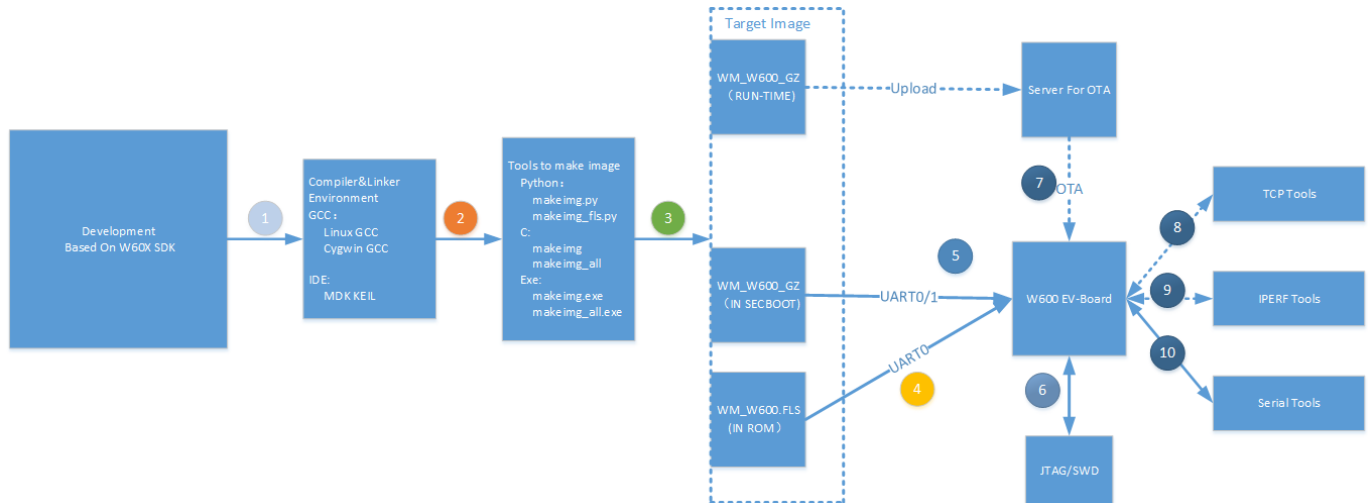 Target Image
WM_W600_GZ
(RUN-TIME)
Upload
Server For OTA
Development
Based On W60X SDK
1
Compiler&Linker
Environment
GCC:
Linux GCC
Cygwin GCC
IDE:
MDK KEIL
2
Tools to make image
Python:
makeimg.py
makeimg_fls.py
C:
makeimg
makeimg_all
Exe:
makeimg.exe
makeimg_all.exe
3
7
OTA
TCP Tools
8
WM_W600_GZ
(IN SECBOOT)
UART0/1
5
W600 EV-Board
9
IPERF Tools
WM_W600.FLS
(IN ROM)
UART0
4
6
10
Serial Tools
JTAG/SWD